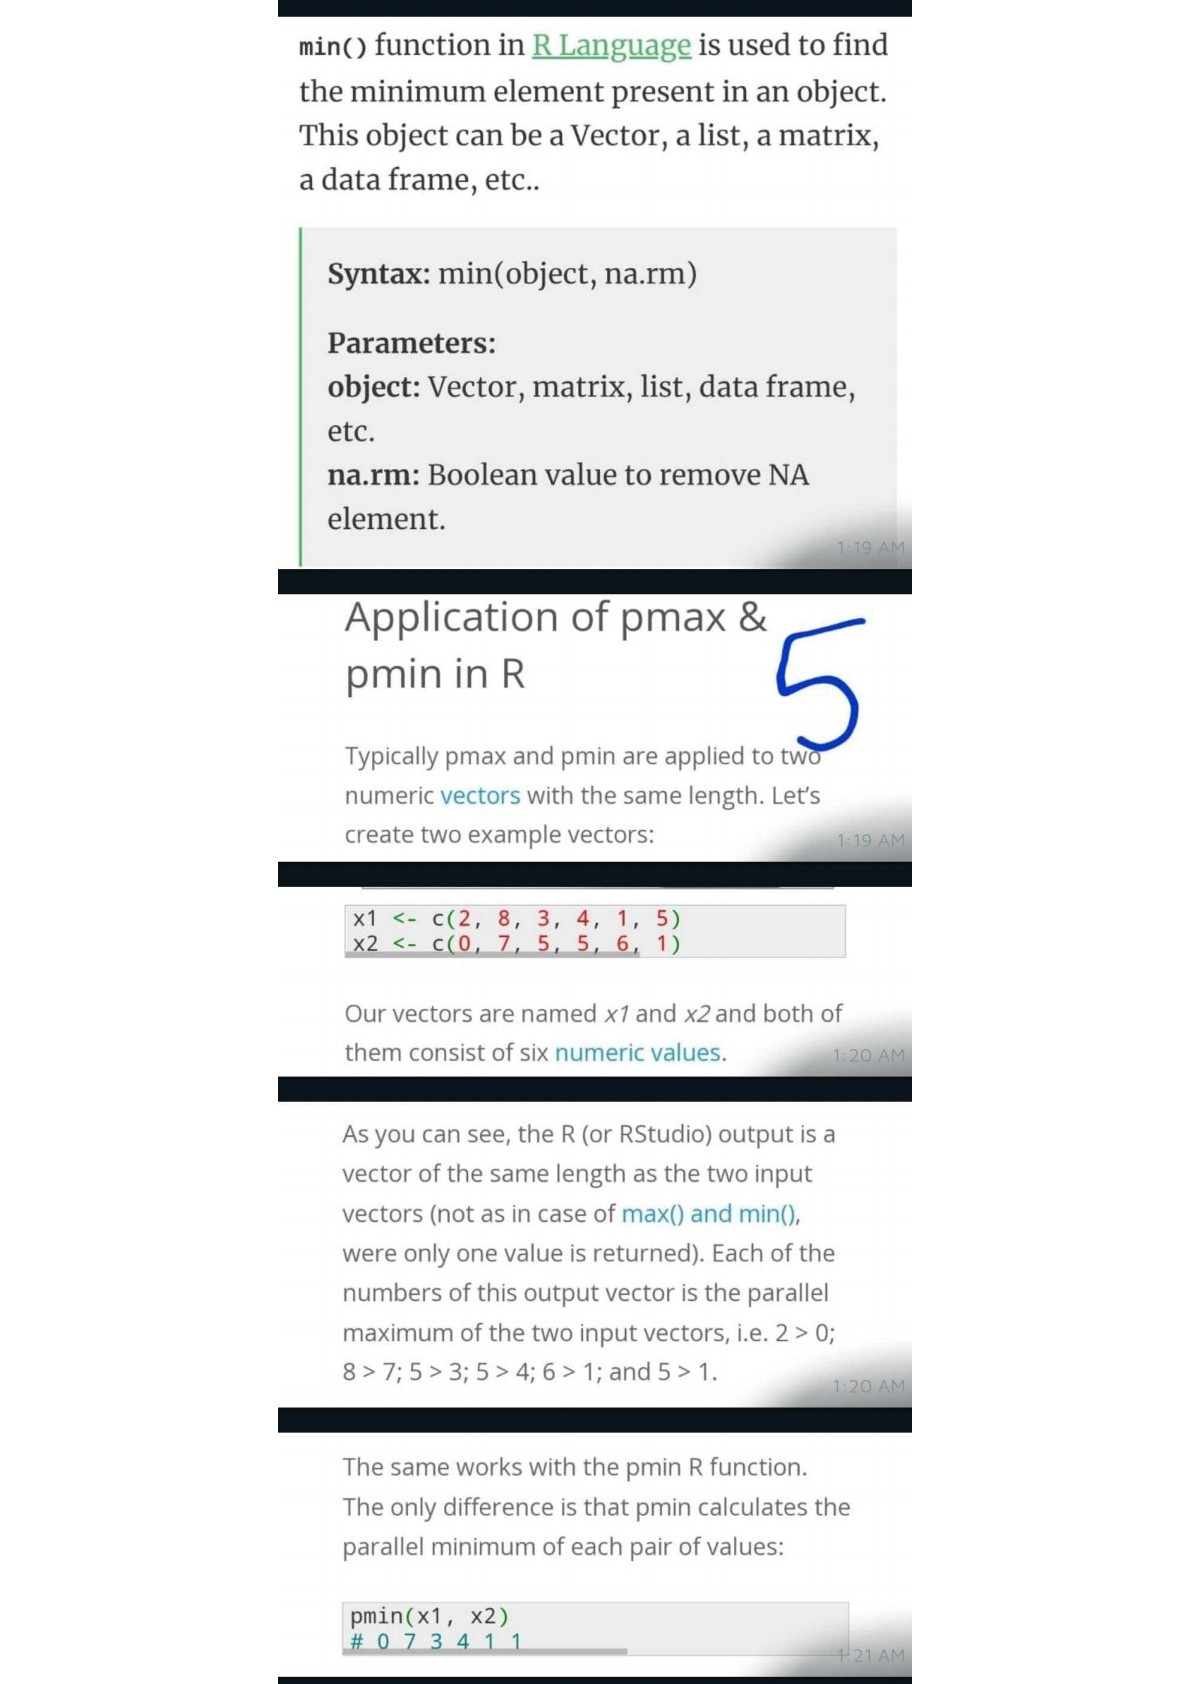 min() function in R Language is used to find
the minimum element present in an object.
This object can be a Vector, a list, a matrix,
a data frame, etc..
Syntax: min(object, na.rm)
Parameters:
object: Vector, matrix, list, data frame,
etc.
na.rm: Boolean value to remove NA
element.
1:19 AM
Application of pmax &
pmin in R
5
Typically pmax and pmin are applied to two
numeric vectors with the same length. Let's
create two example vectors:
1:19 AM
x1 <- c(2, 8, 3, 4, 1, 5)
x2 <- c(0, 7, 5, 5, 6, 1)
Our vectors are named x1 and x2 and both of
them consist of six numeric values.
1:20 AM
As you can see, the R (or RStudio) output is a
vector of the same length as the two input
vectors (not as in case of max() and min(),
were only one value is returned). Each of the
numbers of this output vector is the parallel
maximum of the two input vectors, i.e. 2 > 0;
8 > 7; 5 > 3; 5 > 4; 6 > 1; and 5 > 1.
1:20 AM
The same works with the pmin R function.
The only difference is that pmin calculates the
parallel minimum of each pair of values:
pmin(x1, x2)
# 0 7 3 4 1 1
1:21 AM